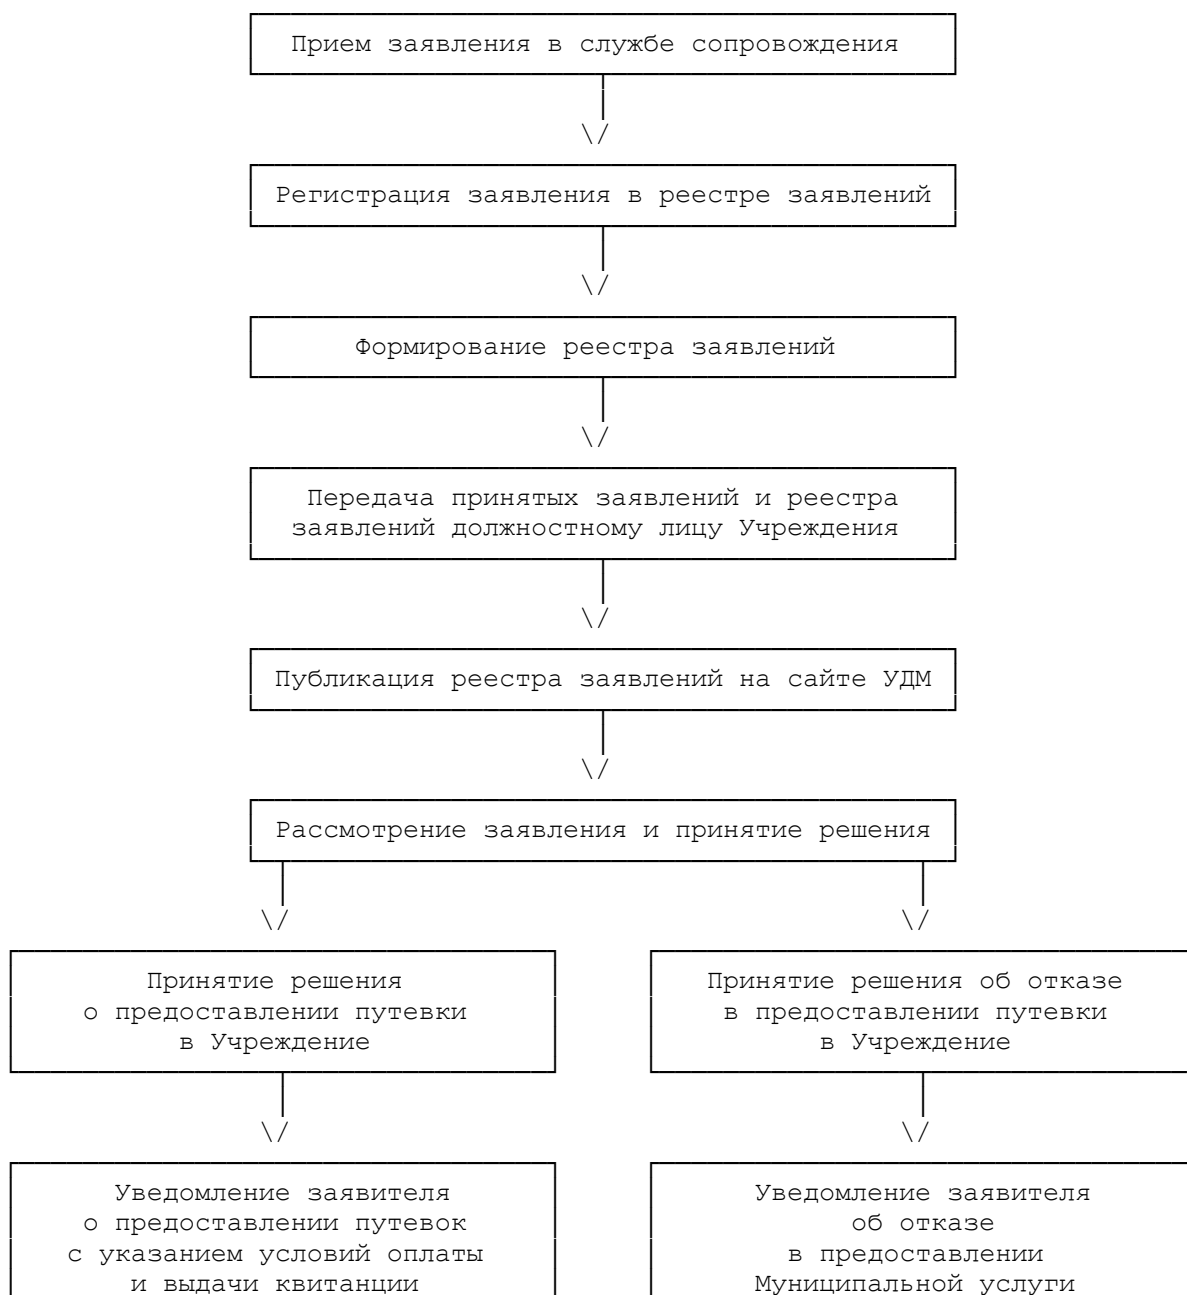 Прием заявления в службе сопровождения
Регистрация заявления в реестре заявлений
Формирование реестра заявлений
Передача принятых заявлений и реестра
заявлений должностному лицу Учреждения
Публикация реестра заявлений на сайте УДМ
Рассмотрение заявления и принятие решения
Принятие решения
о предоставлении путевки
в Учреждение
Принятие решения об отказе
в предоставлении путевки
в Учреждение
Уведомление заявителя
о предоставлении путевок
с указанием условий оплаты
и выдачи квитанции
Уведомление заявителя
об отказе
в предоставлении
Муниципальной услуги